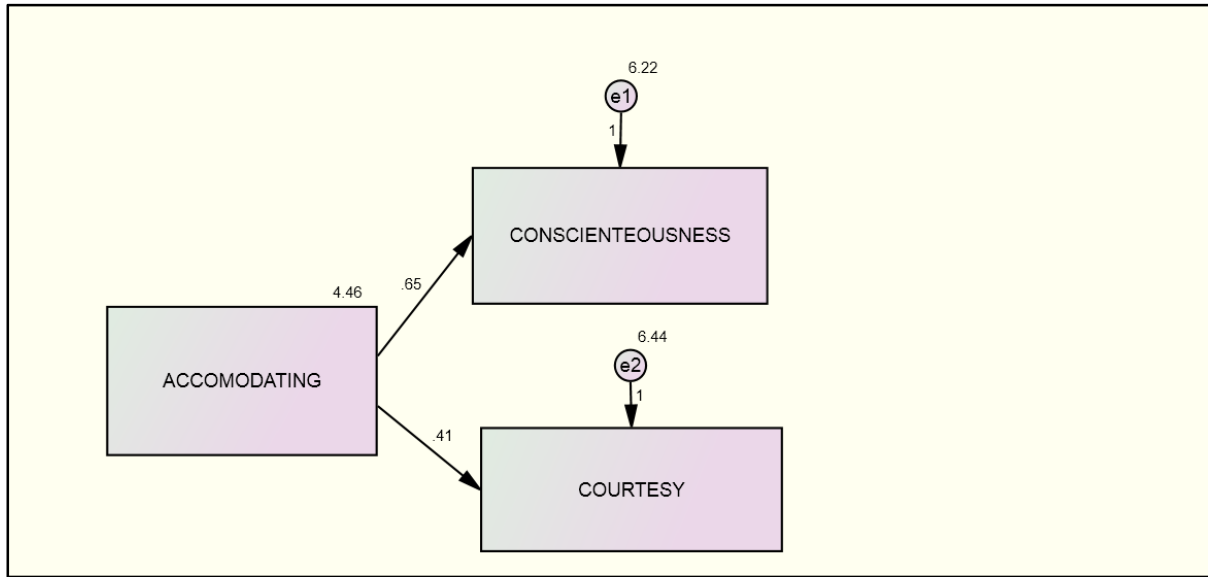 6.22
e1
1
CONSCIENTEOUSNESS
4.46
.65
ACCOMODATING
6.44
e2
1
.41
COURTESY